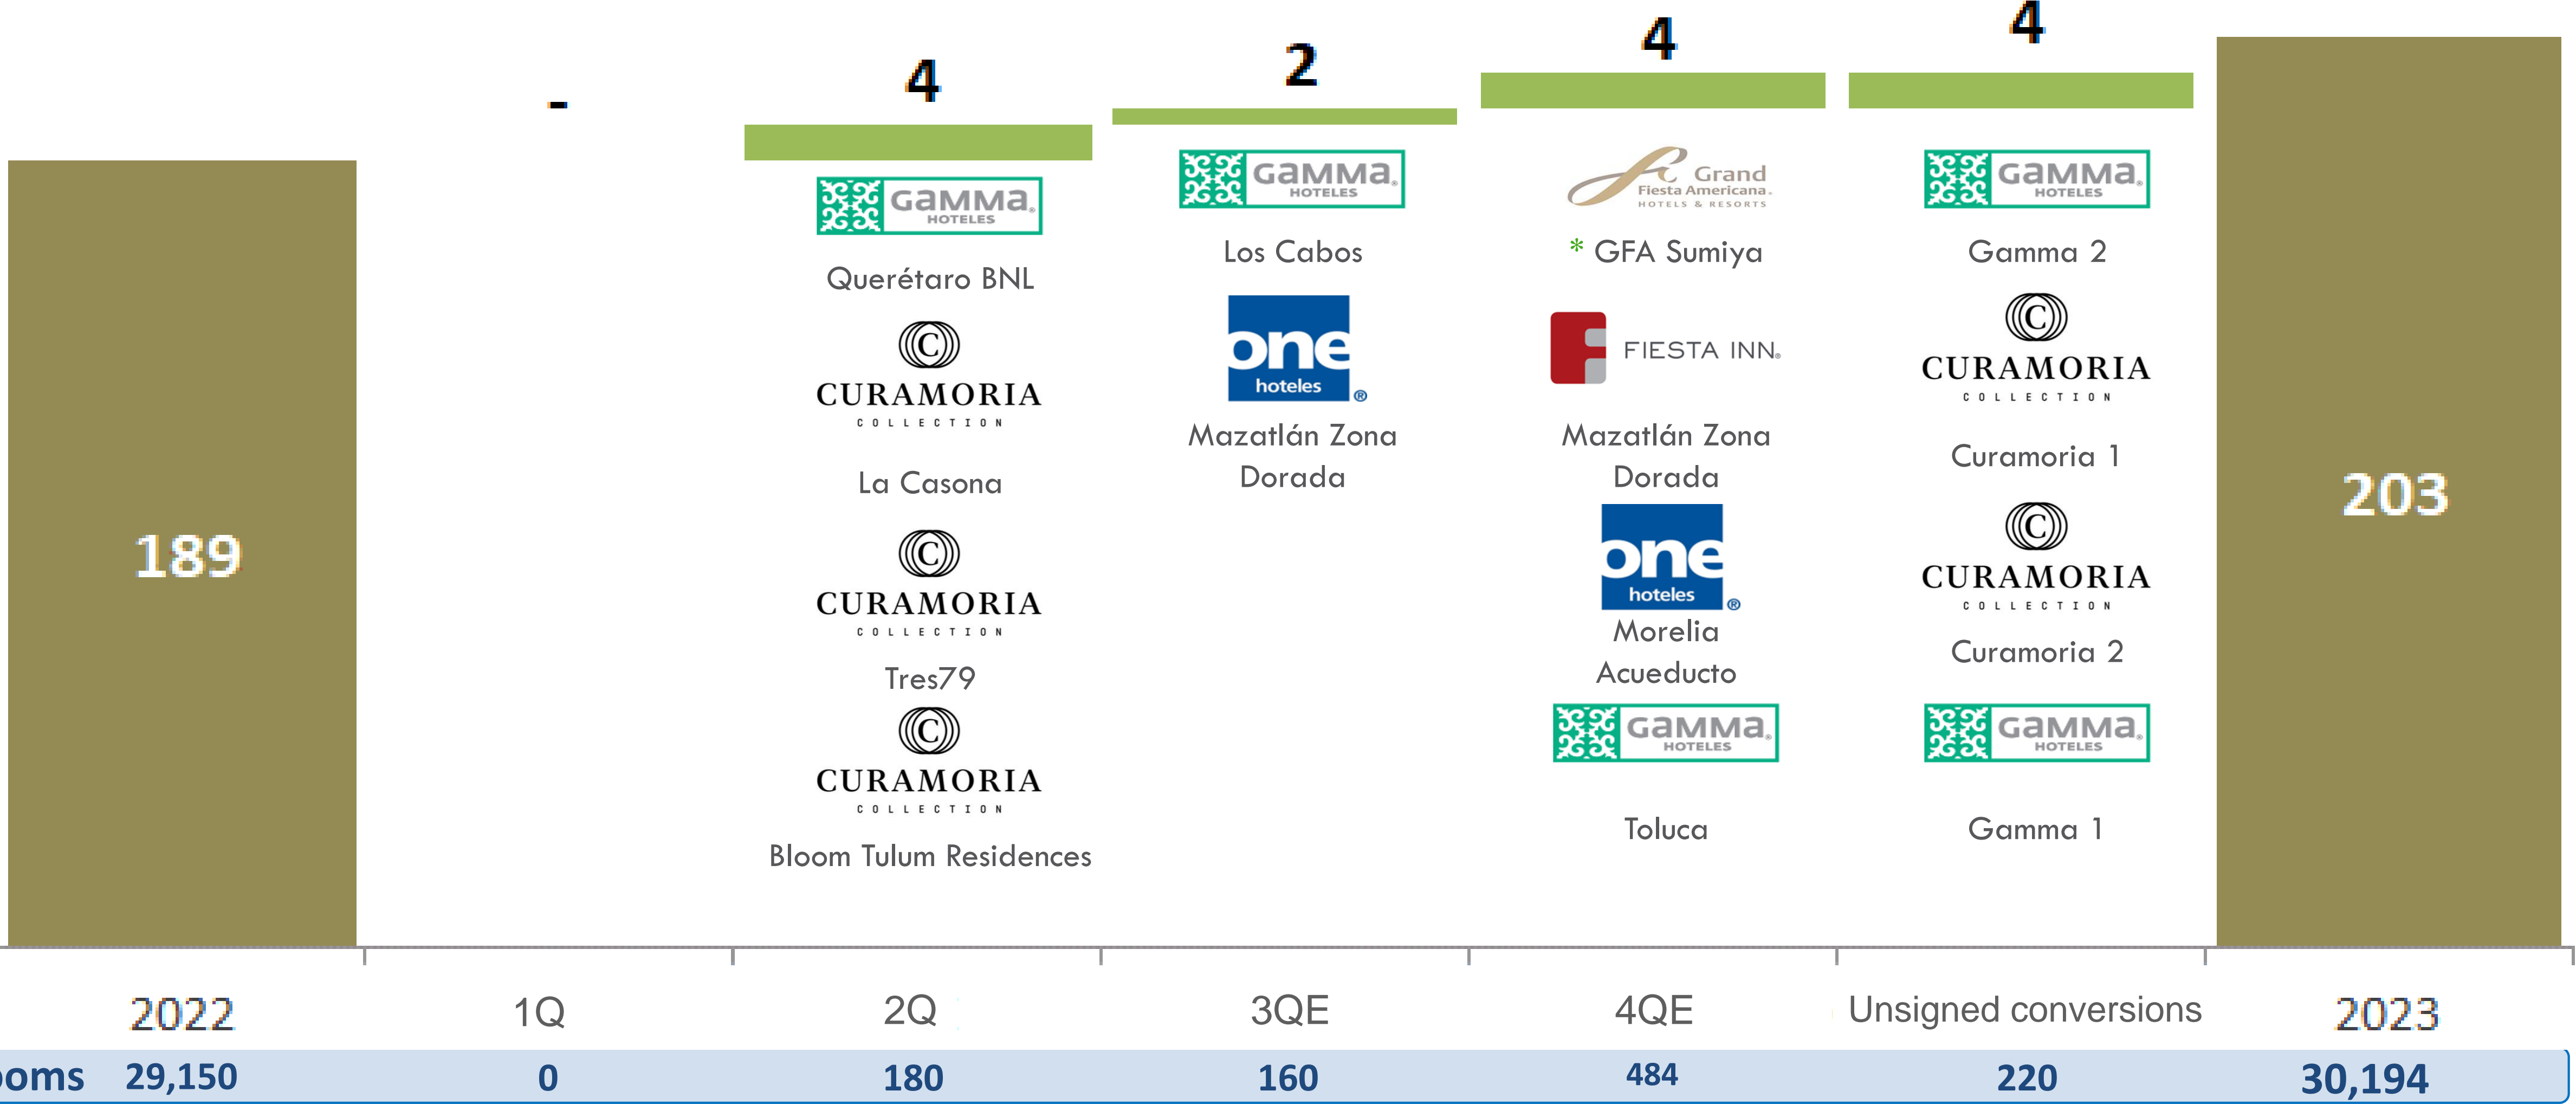 -
4
2
4
4
189
GAMMA® HOTELES
Querétaro BNL
C
CURAMORIA
COLLECTION
La Casona
C
CURAMORIA
COLLECTION
Tres79
C
CURAMORIA
COLLECTION
Bloom Tulum Residences
GAMMA® HOTELES
Los Cabos
one
hoteles ®
Mazatlán Zona
Dorada
Grand
Fiesta Americana®
HOTELS & RESORTS
* GFA Sumiya
FIESTA INN®
Mazatlán Zona
Dorada
one
hoteles ®
Morelia
Acueducto
GAMMA® HOTELES
Toluca
GAMMA® HOTELES
Gamma 2
C
CURAMORIA
COLLECTION
Curamoria 1
C
CURAMORIA
COLLECTION
Curamoria 2
GAMMA® HOTELES
Gamma 1
203
2022 1Q 2Q 3QE 4QE Unsigned conversions 2023
ooms 29,150 0 180 160 484 220 30,194